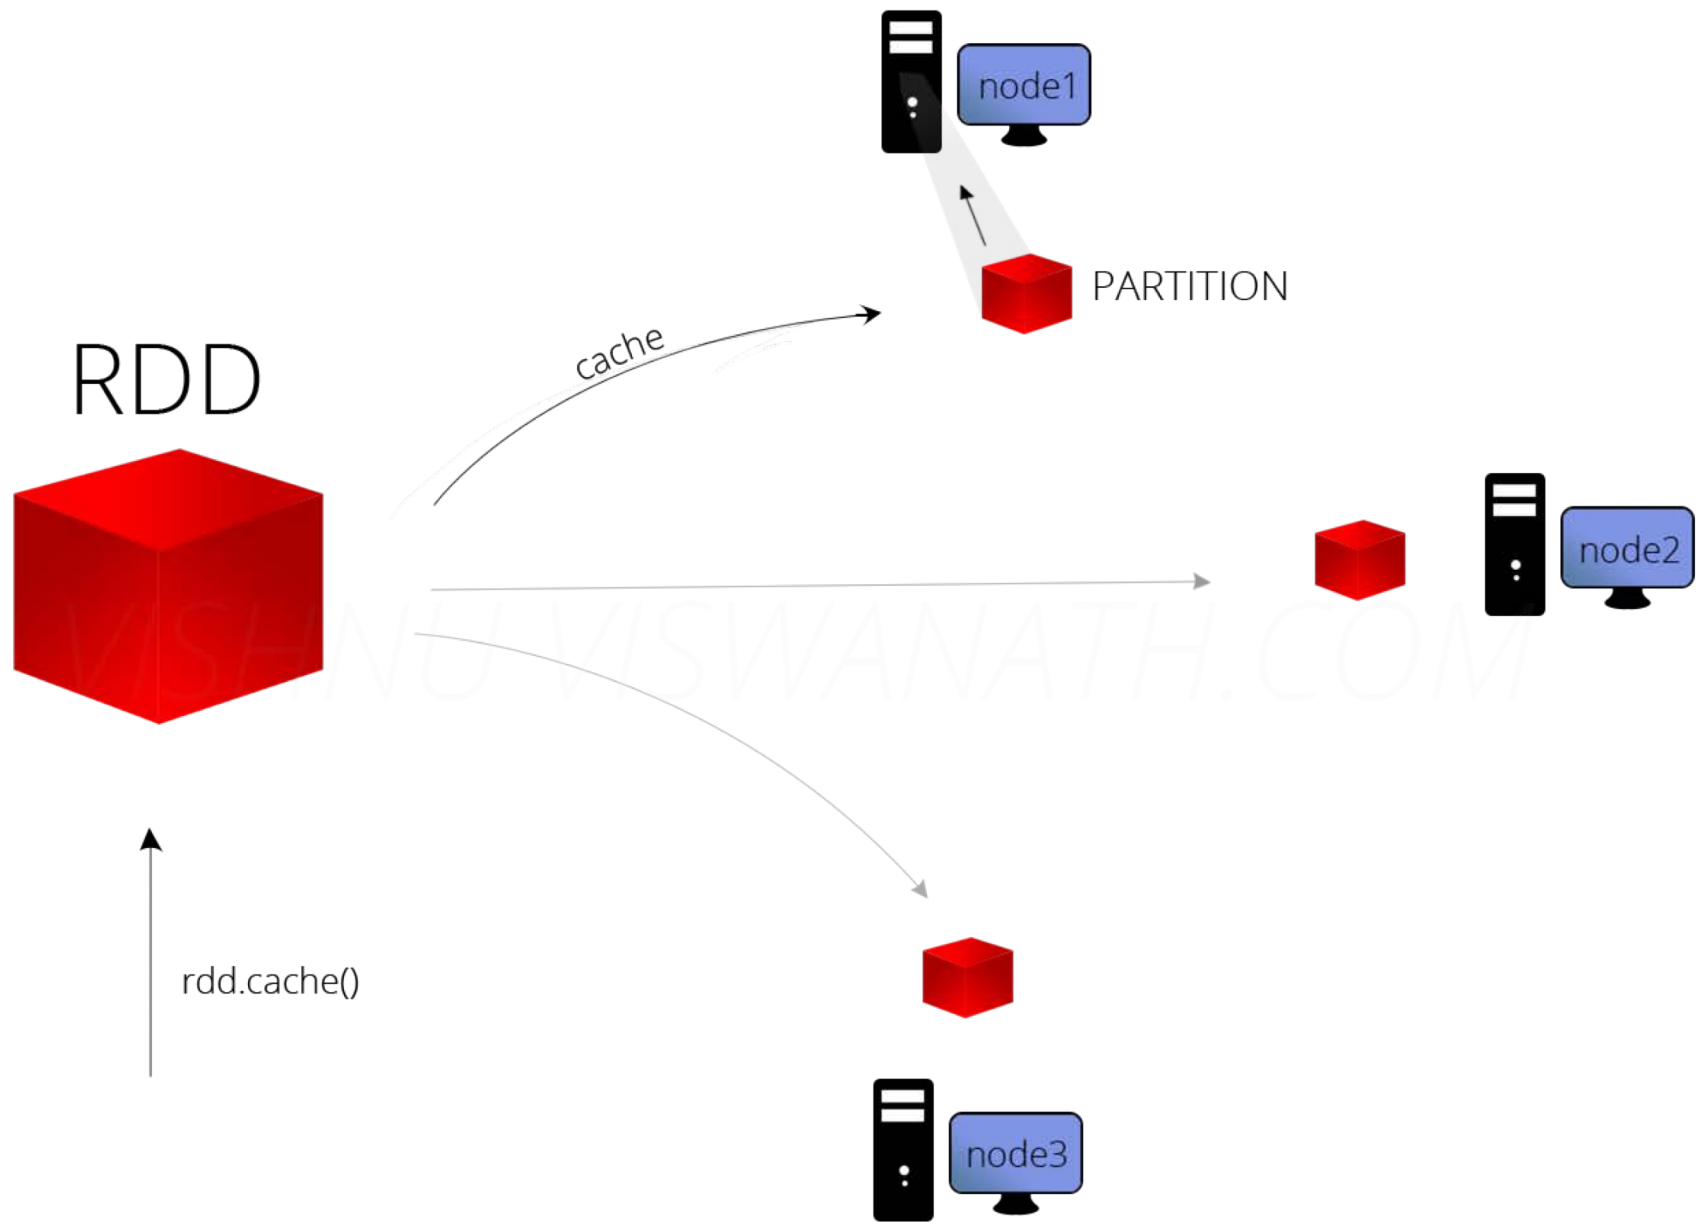 node1
PARTITION
cache
RDD
node2
VISHNU VISWANATH.COM
rdd.cache()
node3